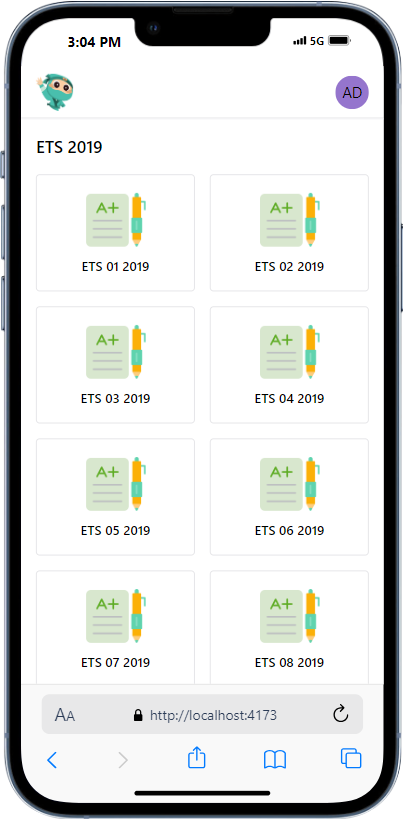 3:04 PM 5G
AD
ETS 2019
A+ A+
ETS 01 2019 ETS 02 2019
A+ A+
ETS 03 2019 ETS 04 2019
A+ A+
ETS 05 2019 ETS 06 2019
A+ A+
ETS 07 2019 ETS 08 2019
AA http://localhost:4173